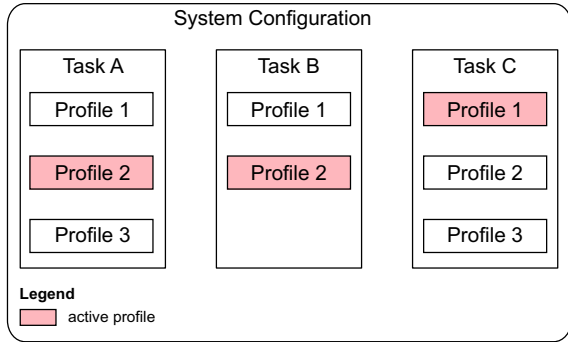 System Configuration
Task A
Profile 1
Profile 2
Profile 3
Task B
Profile 1
Profile 2
Task C
Profile 1
Profile 2
Profile 3
Legend
active profile